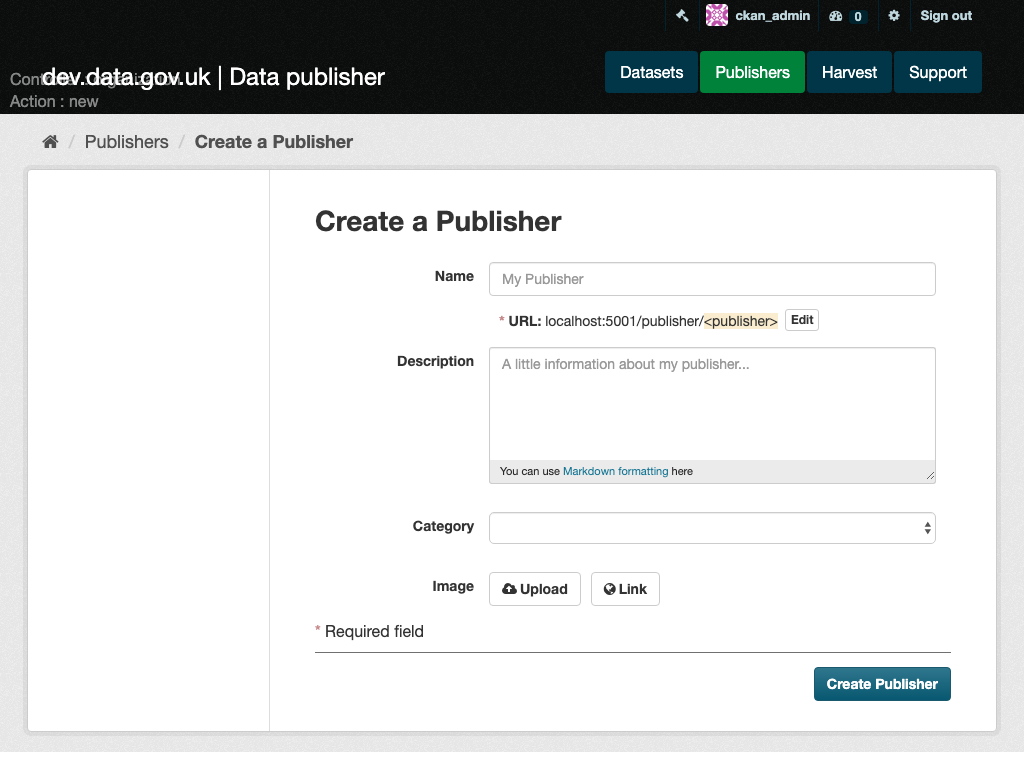 ckan_admin 0 Sign out
dev.data.gov.uk | Data publisher
Action : new
Datasets Publishers Harvest Support
/ Publishers / Create a Publisher
Create a Publisher
Name My Publisher
* URL: localhost:5001/publisher/<publisher> Edit
Description A little information about my publisher...
You can use Markdown formatting here
Category
Image Upload Link
* Required field
Create Publisher